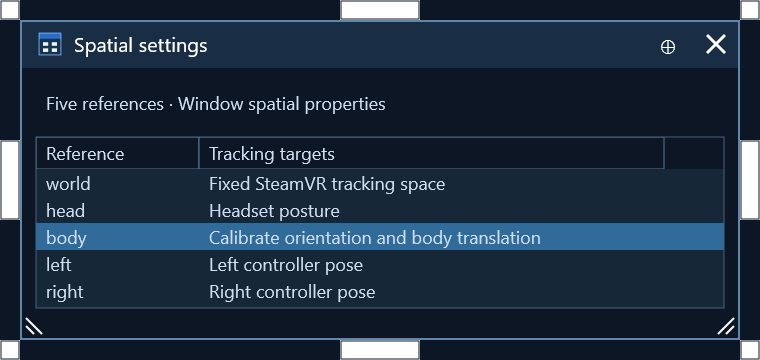 Spatial settings
Five references · Window spatial properties
Reference Tracking targets
world Fixed SteamVR tracking space
head Headset posture
body Calibrate orientation and body translation
left Left controller pose
right Right controller pose